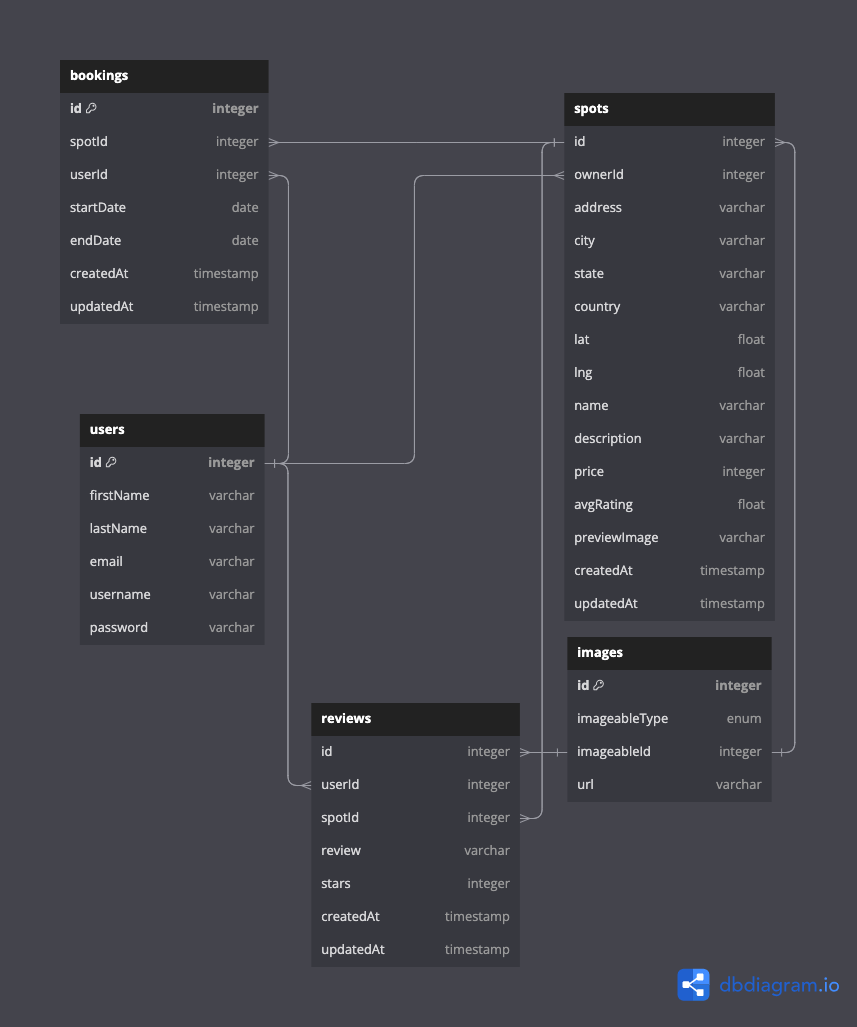 bookings
id integer
spotId integer
userId integer
startDate date
endDate date
createdAt timestamp
updatedAt timestamp
spots
id integer
ownerId integer
address varchar
city varchar
state varchar
country varchar
lat float
lng float
name varchar
description varchar
price integer
avgRating float
previewImage varchar
createdAt timestamp
updatedAt timestamp
users
id integer
firstName varchar
lastName varchar
email varchar
username varchar
password varchar
images
id integer
imageableType enum
imageableId integer
url varchar
reviews
id integer
userId integer
spotId integer
review varchar
stars integer
createdAt timestamp
updatedAt timestamp
dbdiagram.io